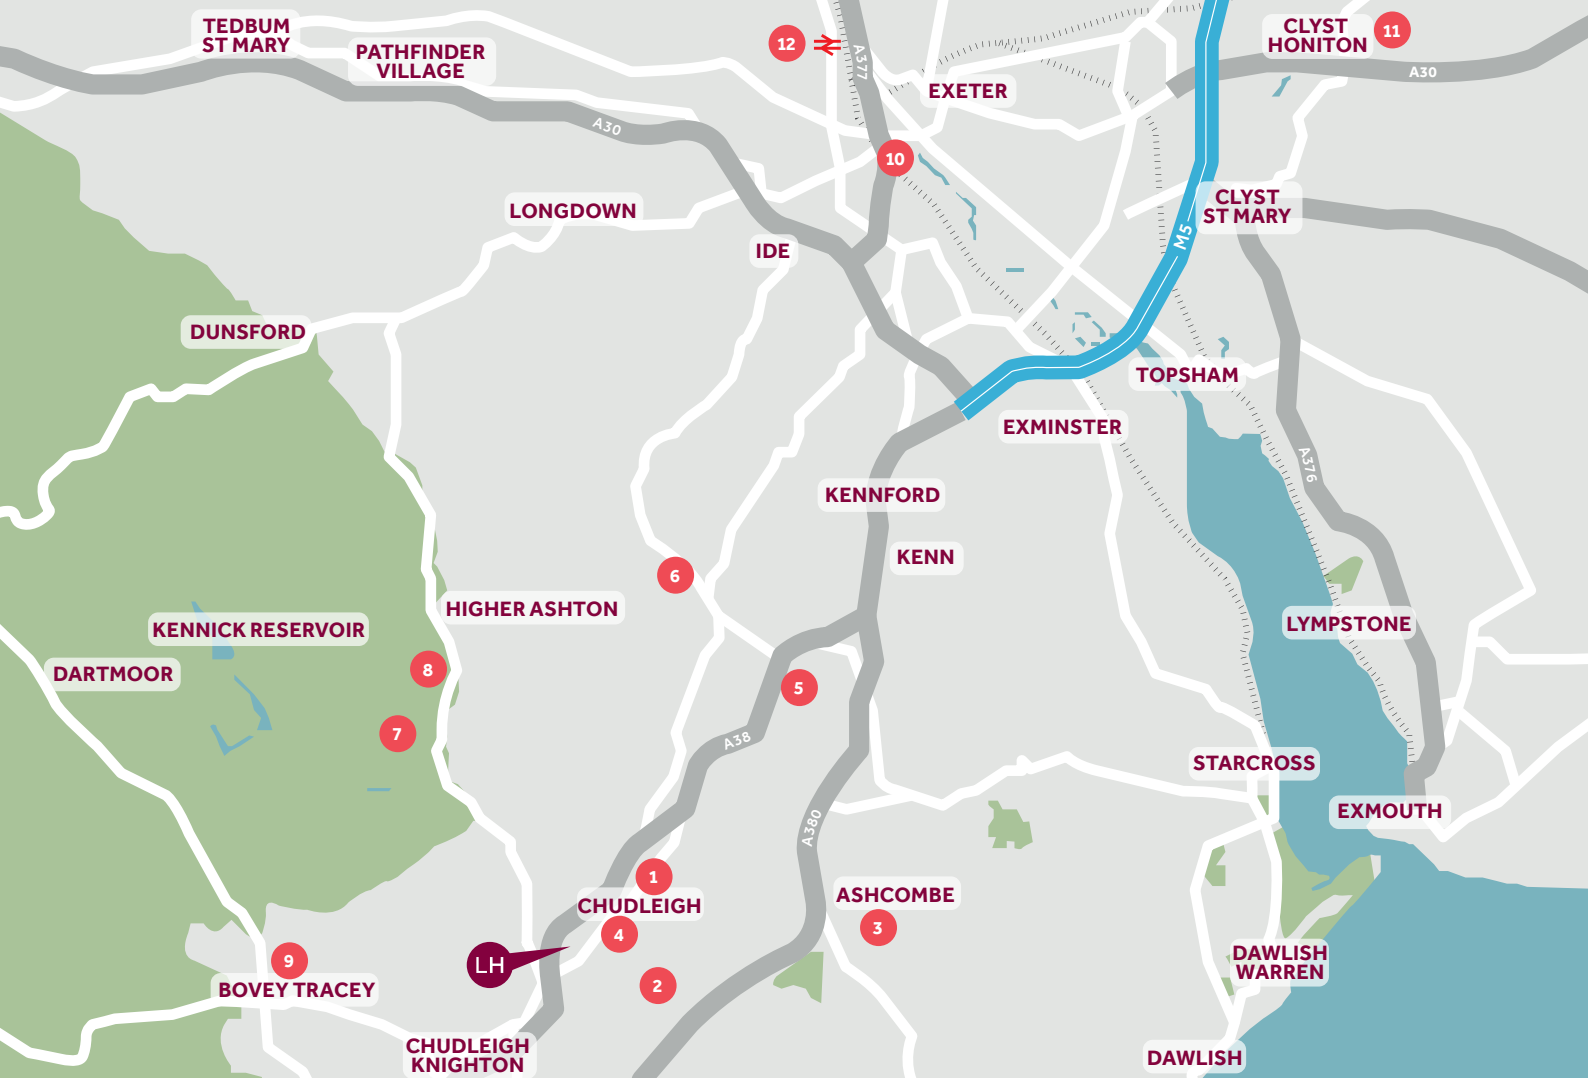 TEDBUM
ST MARY
PATHFINDER
VILLAGE
12
A377
CLYST
HONITON
11
A30
EXETER
A30
10
LONGDOWN
CLYST
ST MARY
M5
IDE
DUNSFORD
TOPSHAM
EXMINSTER
A376
KENNFORD
KENN
6
HIGHER ASHTON
KENNICK RESERVOIR
LYMPSTONE
DARTMOOR
8
5
7
A38
STARCROSS
EXMOUTH
A380
1
CHUDLEIGH
ASHCOMBE
4
3
LH
9
BOVEY TRACEY
2
DAWLISH
WARREN
CHUDLEIGH
KNIGHTON
DAWLISH